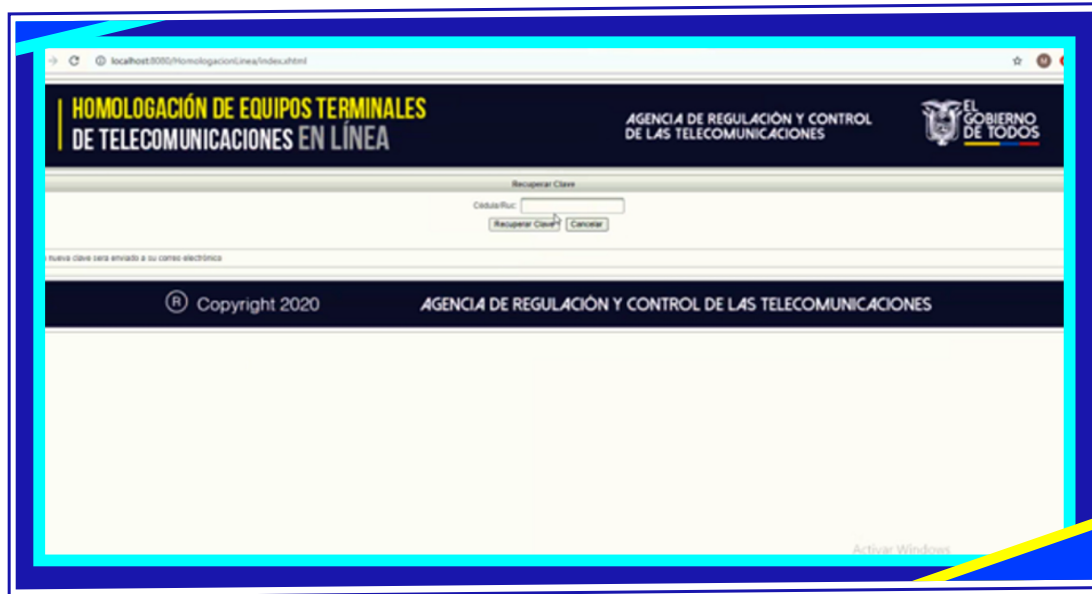 localhost:8080/HomologacionLinea/index.xhtml
HOMOLOGACIÓN DE EQUIPOS TERMINALES
DE TELECOMUNICACIONES EN LÍNEA
AGENCIA DE REGULACIÓN Y CONTROL
DE LAS TELECOMUNICACIONES
EL
GOBIERNO
DE TODOS
Recuperar Clave
Cedula/Ruc:
Recuperar Clave Cancelar
nueva clave sera enviado a su correo electrónico
R Copyright 2020 AGENCIA DE REGULACIÓN Y CONTROL DE LAS TELECOMUNICACIONES
Activar Windows